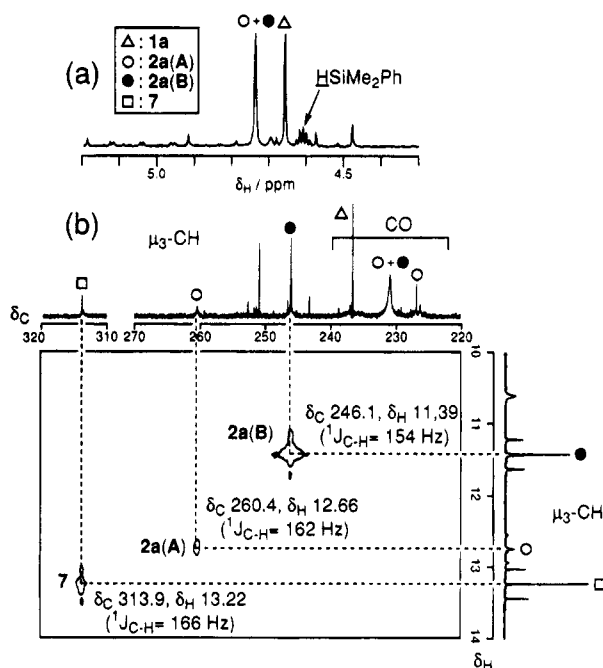 △ : 1a
○ : 2a(A)
● : 2a(B)
□ : 7
(a)
○ + ● △
HSiMe2Ph
5.0 4.5
δH / ppm
(b)
μ3-CH
△ CO
□ ○ ● ○ + ● ○
δC
320 310 270 260 250 240 230 220
10
11
12
13
14
δH
2a(B)
δC 246.1, δH 11,39
(1JC-H= 154 Hz)
●
μ3-CH
δC 260.4, δH 12.66
(1JC-H= 162 Hz)
2a(A)
○
7
□
δC 313.9, δH 13.22
(1JC-H= 166 Hz)